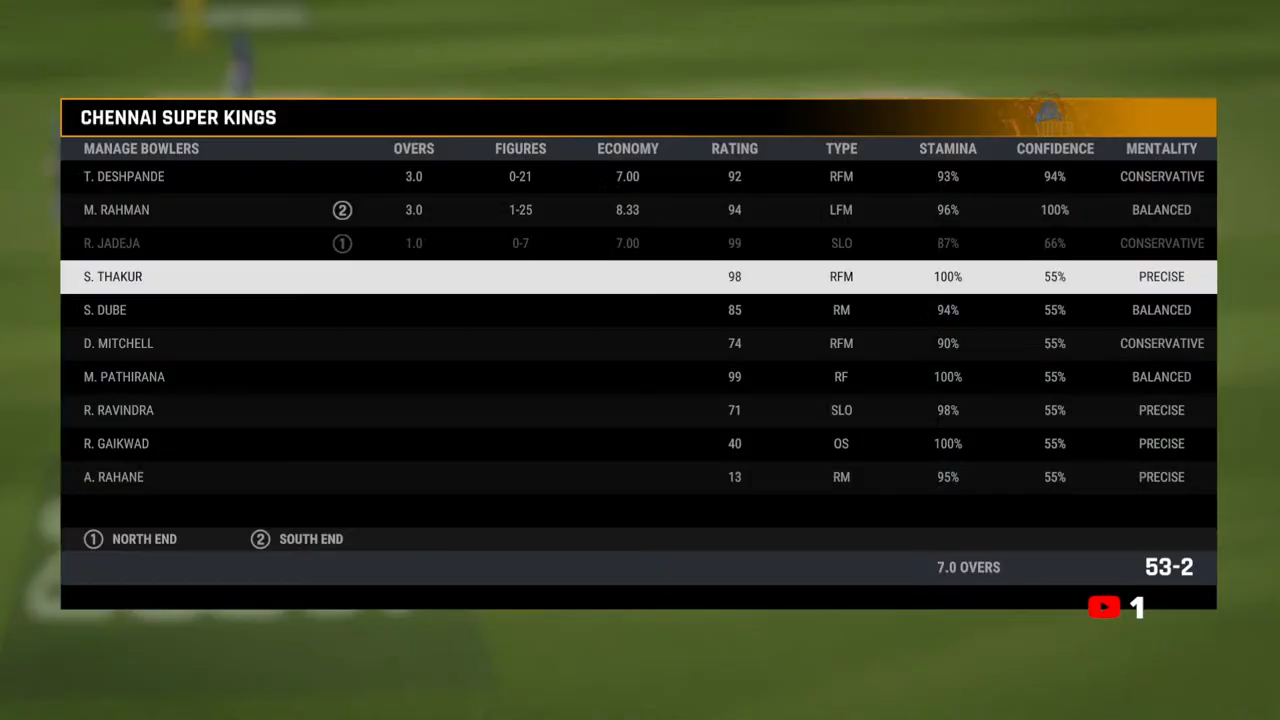 CHENNAI SUPER KINGS
MANAGE BOWLERS OVERS FIGURES ECONOMY RATING TYPE STAMINA CONFIDENCE MENTALITY
T. DESHPANDE 3.0 0-21 7.00 92 RFM 93% 94% CONSERVATIVE
M. RAHMAN 2 3.0 1-25 8.33 94 LFM 96% 100% BALANCED
R. JADEJA 1 1.0 0-7 7.00 99 SLO 87% 66% CONSERVATIVE
S. THAKUR 98 RFM 100% 55% PRECISE
S. DUBE 85 RM 94% 55% BALANCED
D. MITCHELL 74 RFM 90% 55% CONSERVATIVE
M. PATHIRANA 99 RF 100% 55% BALANCED
R. RAVINDRA 71 SLO 98% 55% PRECISE
R. GAIKWAD 40 OS 100% 55% PRECISE
A. RAHANE 13 RM 95% 55% PRECISE
1 NORTH END 2 SOUTH END
7.0 OVERS 53-2
1